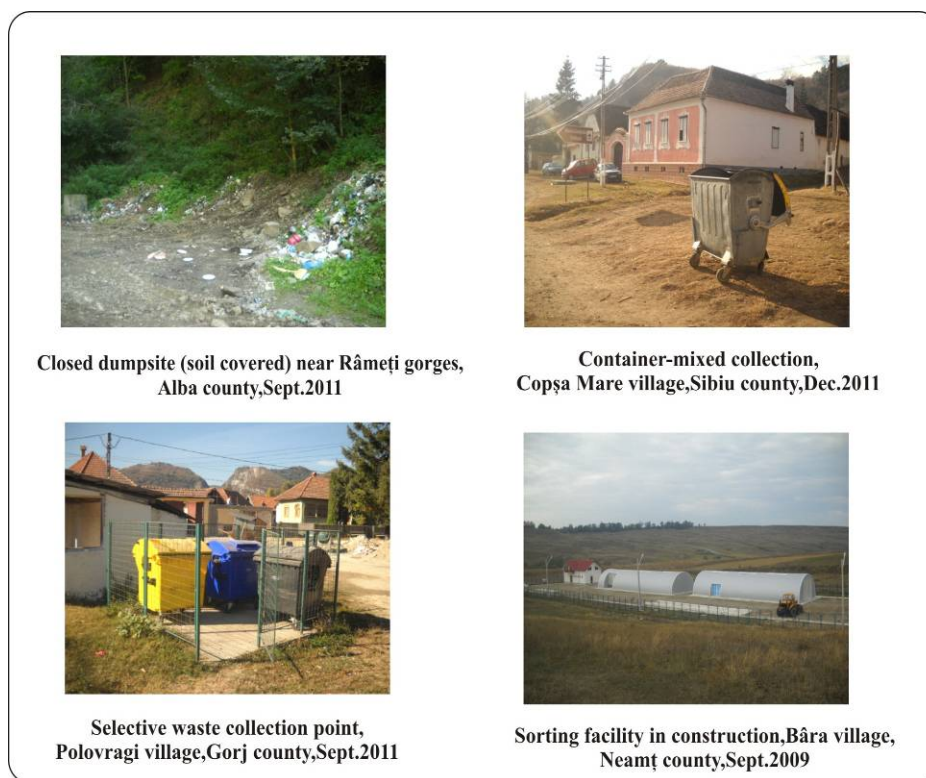 Closed dumpsite (soil covered) near Râmeți gorges,
Alba county,Sept.2011
Container-mixed collection,
Copșa Mare village,Sibiu county,Dec.2011
Selective waste collection point,
Polovragi village,Gorj county,Sept.2011
Sorting facility in construction,Bâra village,
Neamț county,Sept.2009